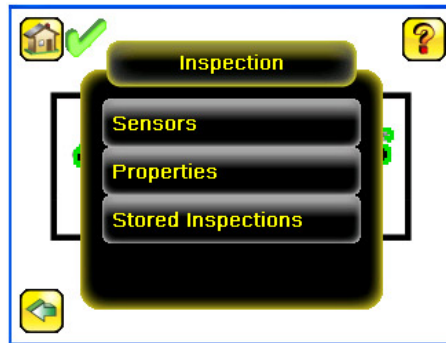 ?
Inspection
Sensors
Properties
Stored Inspections